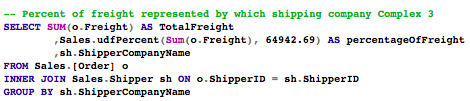 -- Percent of freight represented by which shipping company Complex 3
SELECT SUM(o.Freight) AS TotalFreight
,Sales.udfPercent(Sum(o.Freight), 64942.69) AS percentageOfFreight
,sh.ShipperCompanyName
FROM Sales.[Order] o
INNER JOIN Sales.Shipper sh ON o.ShipperID = sh.ShipperID
GROUP BY sh.ShipperCompanyName